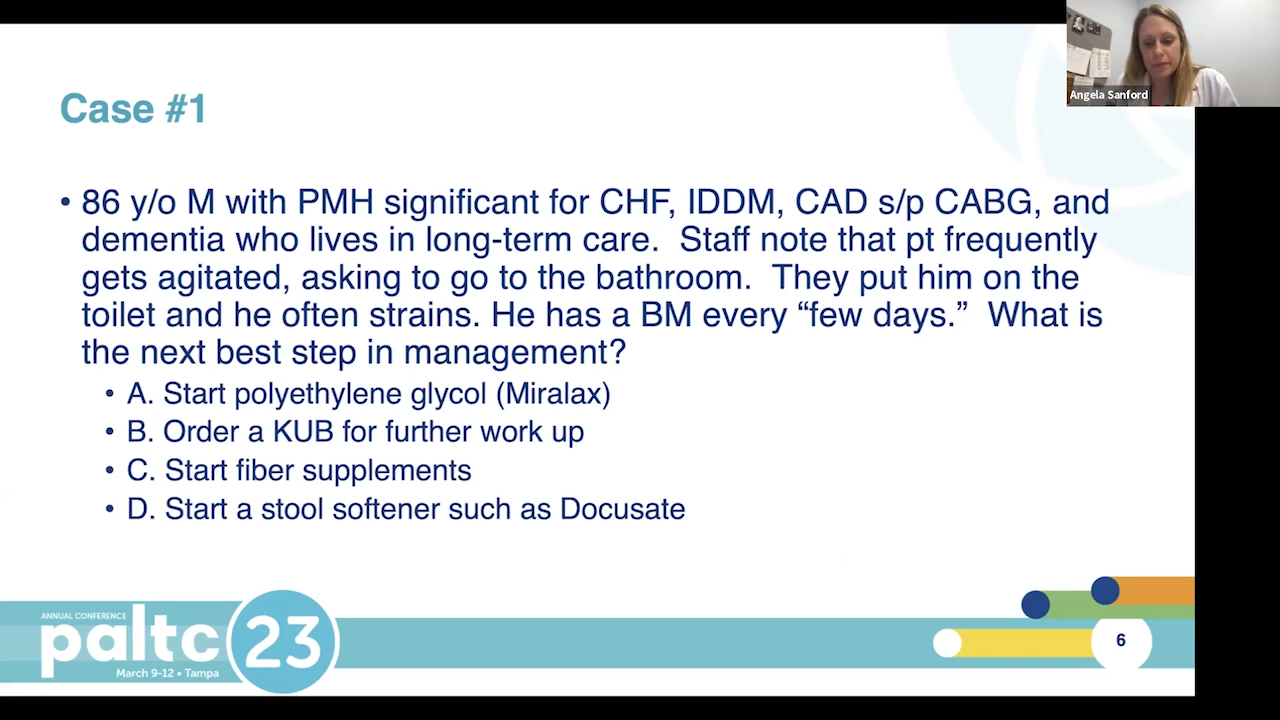 Angela Sanford
Case #1
• 86 y/o M with PMH significant for CHF, IDDM, CAD s/p CABG, and
dementia who lives in long-term care.  Staff note that pt frequently
gets agitated, asking to go to the bathroom.  They put him on the
toilet and he often strains. He has a BM every “few days.”  What is
the next best step in management?
• A. Start polyethylene glycol (Miralax)
• B. Order a KUB for further work up
• C. Start fiber supplements
• D. Start a stool softener such as Docusate
ANNUAL CONFERENCE
paltc 23
March 9-12 • Tampa
6